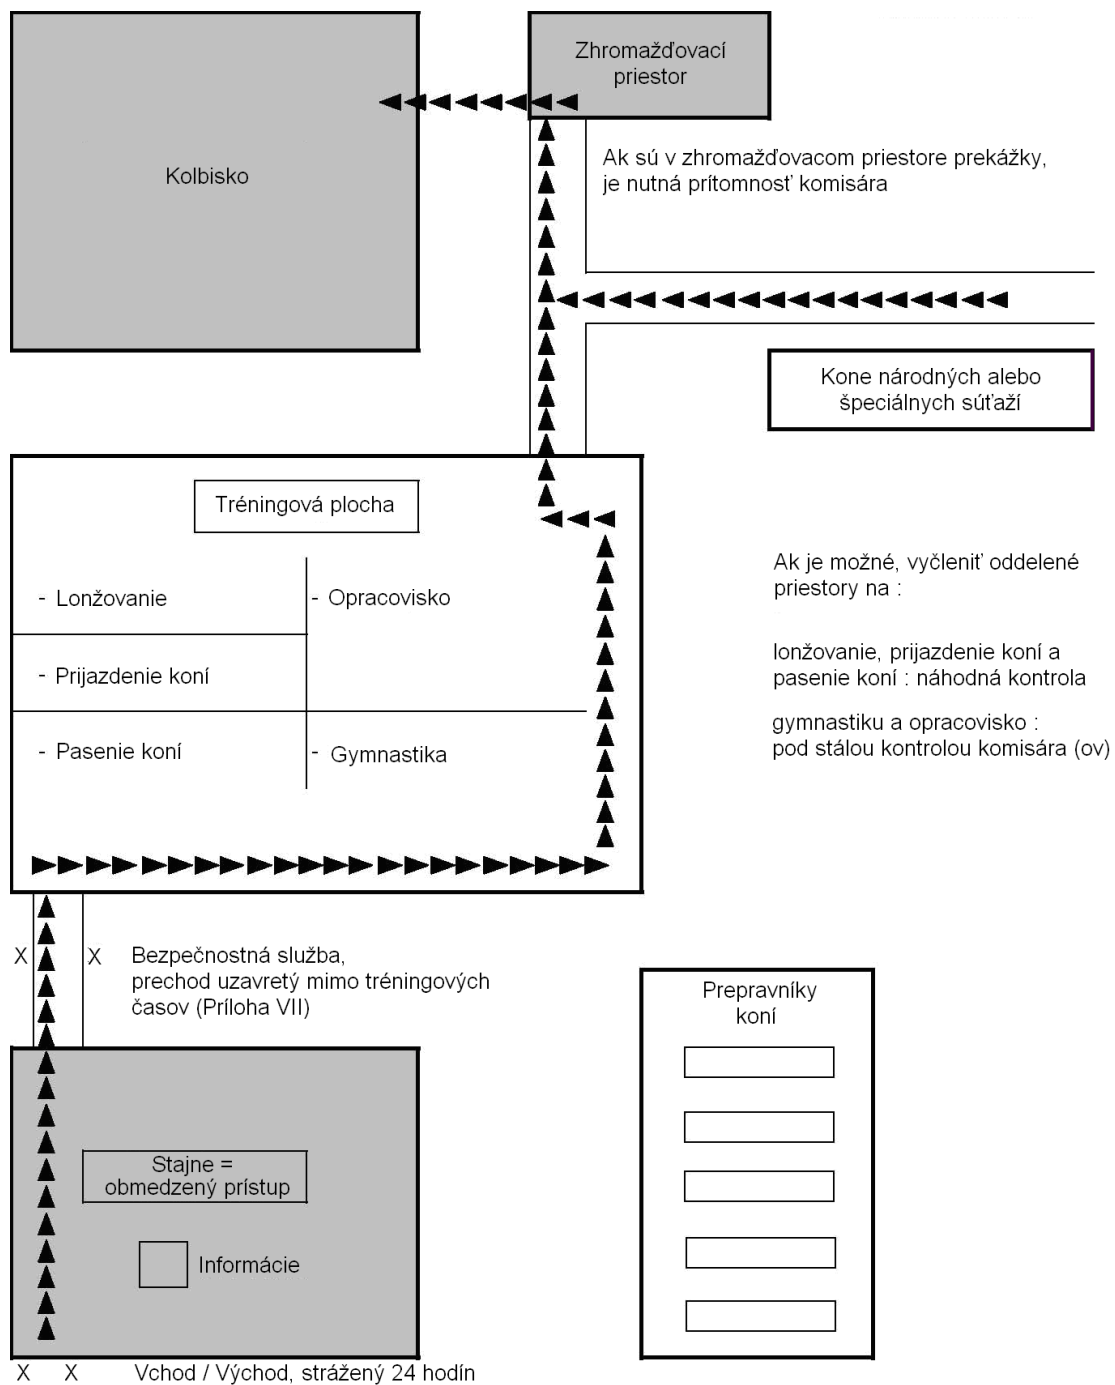 Zhromažďovací
priestor
Kolbisko
Ak sú v zhromažďovacom priestore prekážky,
je nutná prítomnosť komisára
Kone národných alebo
špeciálnych súťaží
Tréningová plocha
- Lonžovanie
- Opracovisko
- Prijazdenie koní
- Pasenie koní
- Gymnastika
Ak je možné, vyčleniť oddelené
priestory na :
lonžovanie, prijazdenie koní a
pasenie koní : náhodná kontrola
gymnastiku a opracovisko :
pod stálou kontrolou komisára (ov)
X X Bezpečnostná služba,
prechod uzavretý mimo tréningových
časov (Príloha VII)
Prepravníky
koní
Stajne =
obmedzený prístup
Informácie
X X Vchod / Východ, strážený 24 hodín